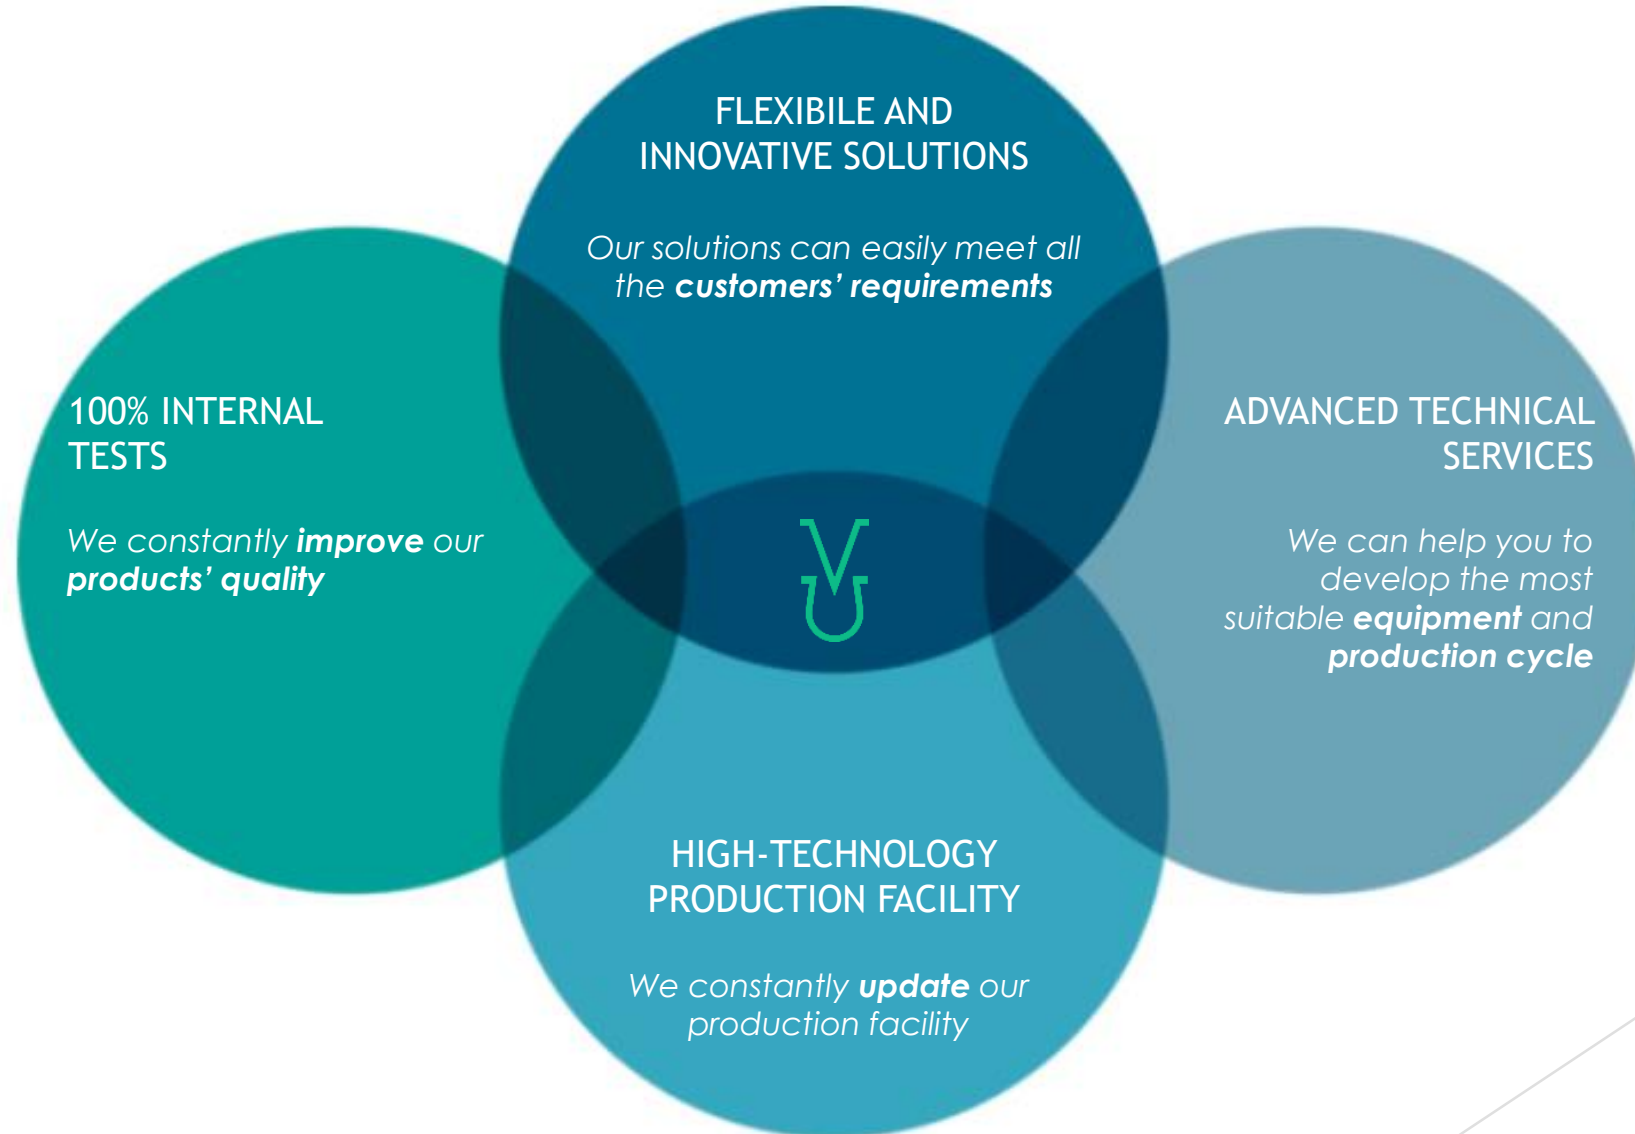 FLEXIBILE AND
INNOVATIVE SOLUTIONS
Our solutions can easily meet all
the customers’ requirements
100% INTERNAL
TESTS
We constantly improve our
products’ quality
ADVANCED TECHNICAL
SERVICES
We can help you to
develop the most
suitable equipment and
production cycle
HIGH-TECHNOLOGY
PRODUCTION FACILITY
We constantly update our
production facility